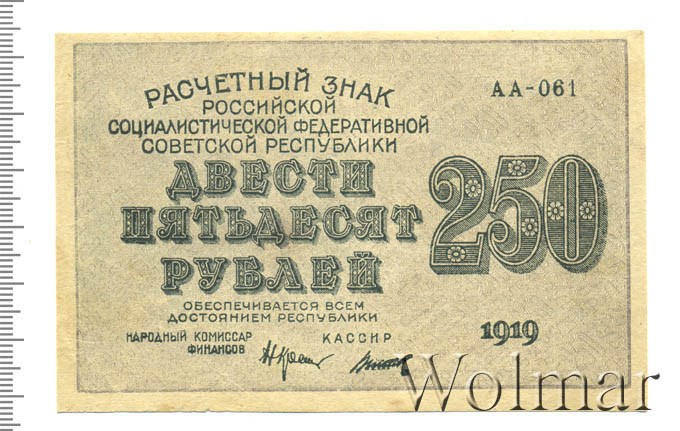 РАСЧЕТНЫЙ ЗНАК
РОССИЙСКОЙ
СОЦИАЛИСТИЧЕСКОЙ ФЕДЕРАТИВНОЙ
СОВЕТСКОЙ РЕСПУБЛИКИ
АА-061
ДВЕСТИ
ПЯТЬДЕСЯТ
РУБЛЕЙ
250
ОБЕСПЕЧИВАЕТСЯ ВСЕМ
ДОСТОЯНИЕМ РЕСПУБЛИКИ
НАРОДНЫЙ КОМИССАР
ФИНАНСОВ
КАССИР
1919
Wolmar